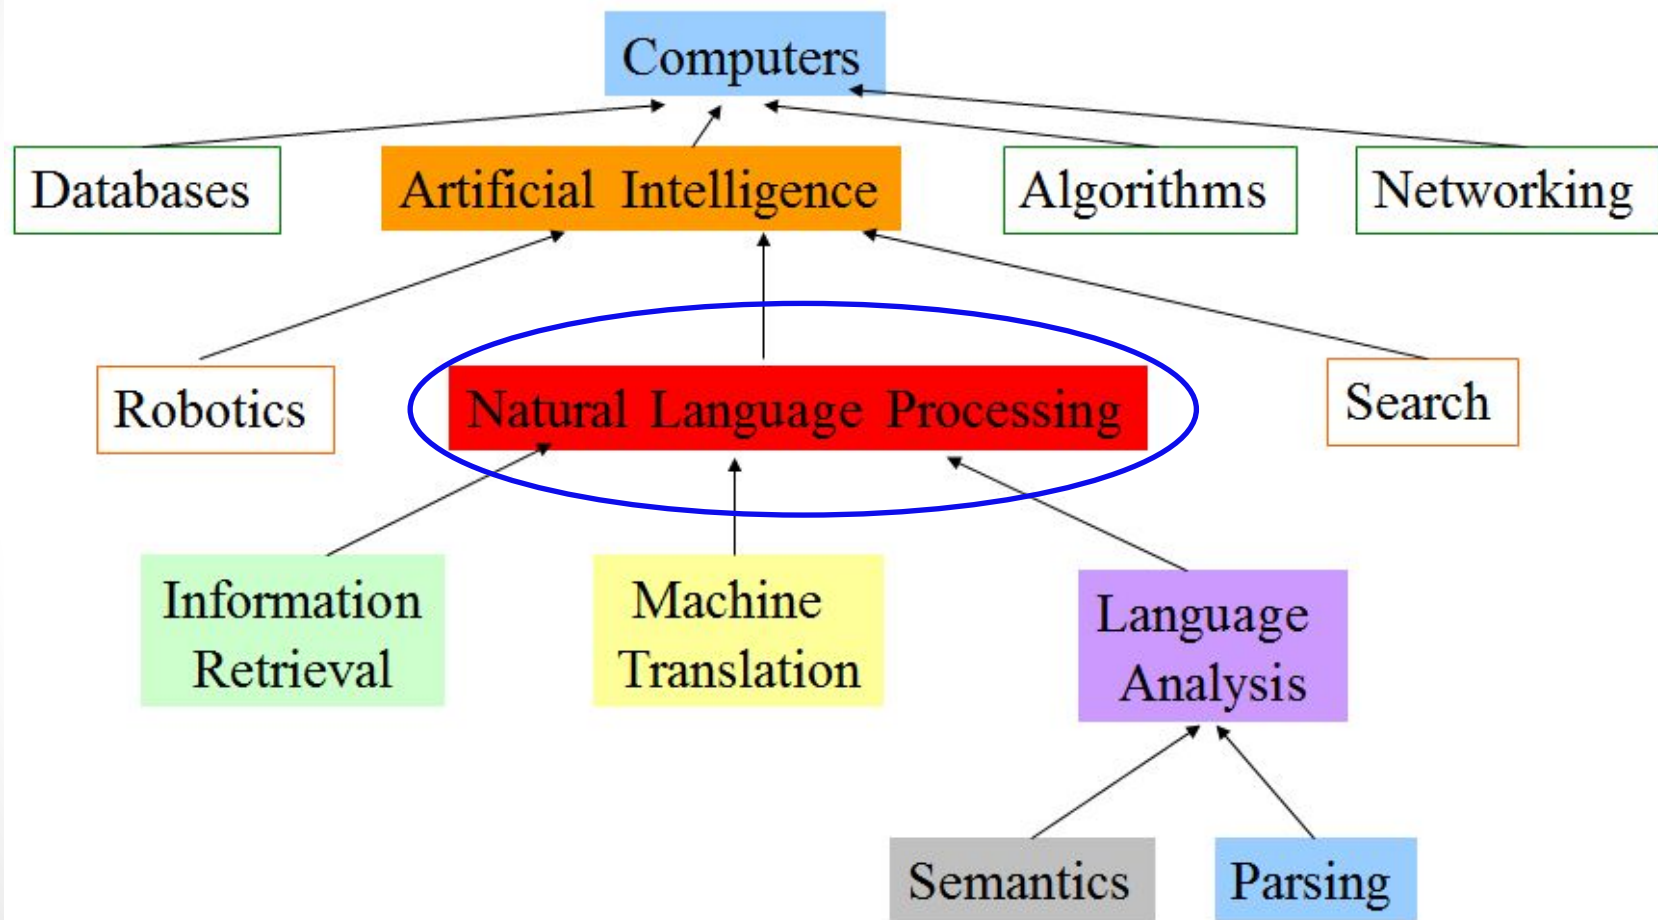 Computers
Databases
Artificial Intelligence
Algorithms
Networking
Robotics
Natural Language Processing
Search
Information
Retrieval
Machine
Translation
Language
Analysis
Semantics
Parsing